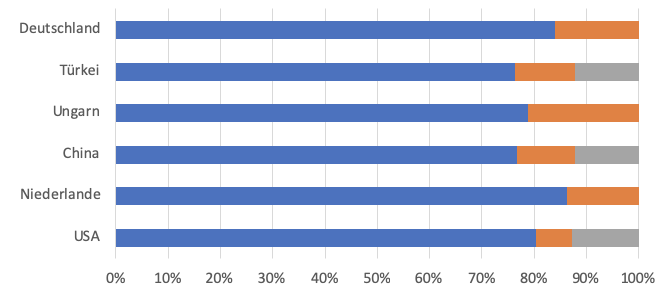 Deutschland
Türkei
Ungarn
China
Niederlande
USA
0% 10% 20% 30% 40% 50% 60% 70% 80% 90% 100%